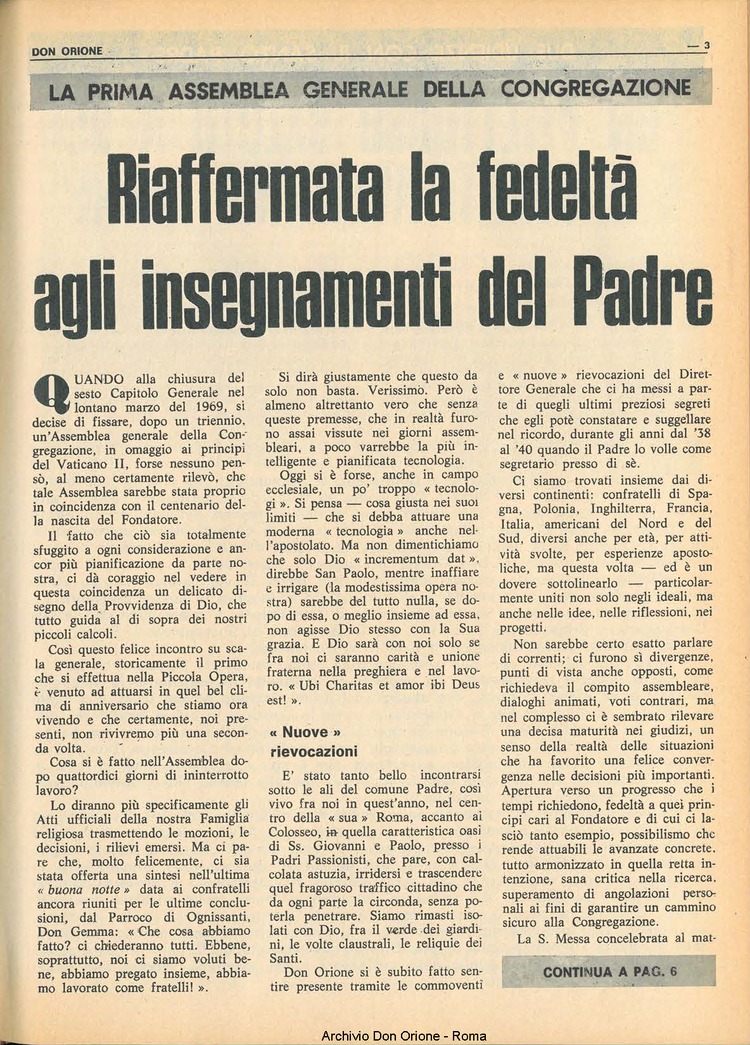 DON ORIONE
— 3
LA PRIMA ASSEMBLEA GENERALE DELLA CONGREGAZIONE
Riaffermata la fedeltà
agli insegnamenti del Padre
QUANDO alla chiusura del
sesto Capitolo Generale nel
lontano marzo del 1969, si
decise di fissare, dopo un triennio,
un'Assemblea generale della Con-
gregazione, in omaggio ai principi
del Vaticano II, forse nessuno pen-
sò, al meno certamente rilevò, che
tale Assemblea sarebbe stata proprio
in coincidenza con il centenario del-
la nascita del Fondatore.
Il fatto che ciò sia totalmente
sfuggito a ogni considerazione e an-
cor più pianificazione da parte no-
stra, ci dà coraggio nel vedere in
questa coincidenza un delicato di-
segno della Provvidenza di Dio, che
tutto guida al di sopra dei nostri
piccoli calcoli.
Così questo felice incontro su sca-
la generale, storicamente il primo
che si effettua nella Piccola Opera,
è venuto ad attuarsi in quel bel cli-
ma di anniversario che stiamo ora
vivendo e che certamente, noi pre-
senti, non rivivremo più una secon-
da volta.
Cosa si è fatto nell'Assemblea do-
po quattordici giorni di ininterrotto
lavoro?
Lo diranno più specificamente gli
Atti ufficiali della nostra Famiglia
religiosa trasmettendo le mozioni, le
decisioni, i rilievi emersi. Ma ci pa-
re che, molto felicemente, ci sia
stata offerta una sintesi nell'ultima
« buona notte » data ai confratelli
ancora riuniti per le ultime conclu-
sioni, dal Parroco di Ognissanti,
Don Gemma: « Che cosa abbiamo
fatto? ci chiederanno tutti. Ebbene,
soprattutto, noi ci siamo voluti be-
ne, abbiamo pregato insieme, abbia-
mo lavorato come fratelli! ».
Si dirà giustamente che questo da
solo non basta. Verissimo. Però è
almeno altrettanto vero che senza
queste premesse, che in realtà furo-
no assai vissute nei giorni assem-
bleari, a poco varrebbe la più in-
telligente e pianificata tecnologia.
Oggi si è forse, anche in campo
ecclesiale, un po' troppo « tecnolo-
gi ». Si pensa — cosa giusta nei suoi
limiti — che si debba attuare una
moderna « tecnologia » anche nel-
l'apostolato. Ma non dimentichiamo
che solo Dio « incrementum dat »,
direbbe San Paolo, mentre inaffiare
e irrigare (la modestissima opera no-
stra) sarebbe del tutto nulla, se do-
po di essa, o meglio insieme ad essa,
non agisse Dio stesso con la Sua
grazia. E Dio sarà con noi solo se
fra noi ci saranno carità e unione
fraterna nella preghiera e nel lavo-
ro. « Ubi Charitas et amor ibi Deus
est! ».
« Nuove »
rievocazioni
E' stato tanto bello incontrarsi
sotto le ali del comune Padre, così
vivo fra noi in quest'anno, nel cen-
tro della « sua » Roma, accanto al
Colosseo, in quella caratteristica oasi
di Ss. Giovanni e Paolo, presso i
Padri Passionisti, che pare, con cal-
colata astuzia, irridersi e trascendere
quel fragoroso traffico cittadino che
da ogni parte la circonda, senza po-
terla penetrare. Siamo rimasti iso-
lati con Dio, fra il verde dei giardi-
ni, le volte claustrali, le reliquie dei
Santi.
Don Orione si è subito fatto sen-
tire presente tramite le commoventi
e « nuove » rievocazioni del Diret-
tore Generale che ci ha messi a par-
te di quegli ultimi preziosi segreti
che egli potè constatare e suggellare
nel ricordo, durante gli anni dal '38
al '40 quando il Padre lo volle come
segretario presso di sè.
Ci siamo trovati insieme dai di-
versi continenti: confratelli di Spa-
gna, Polonia, Inghilterra, Francia,
Italia, americani del Nord e del
Sud, diversi anche per età, per atti-
vità svolte, per esperienze aposto-
liche, ma questa volta — ed è un
dovere sottolinearlo — particolar-
mente uniti non solo negli ideali, ma
anche nelle idee, nelle riflessioni, nei
progetti.
Non sarebbe certo esatto parlare
di correnti; ci furono sì divergenze,
punti di vista anche opposti, come
richiedeva il compito assembleare,
dialoghi animati, voti contrari, ma
nel complesso ci è sembrato rilevare
una decisa maturità nei giudizi, un
senso della realtà delle situazioni
che ha favorito una felice conver-
genza nelle decisioni più importanti.
Apertura verso un progresso che i
tempi richiedono, fedeltà a quei prin-
cipi cari al Fondatore e di cui ci la-
sciò tanto esempio, possibilismo che
rende attuabili le avanzate concrete,
tutto armonizzato in quella retta in-
tenzione, sana critica nella ricerca,
superamento di angolazioni perso-
nali ai fini di garantire un cammino
sicuro alla Congregazione.
La S. Messa concelebrata al mat-
CONTINUA A PAG. 6
Archivio Don Orione - Roma